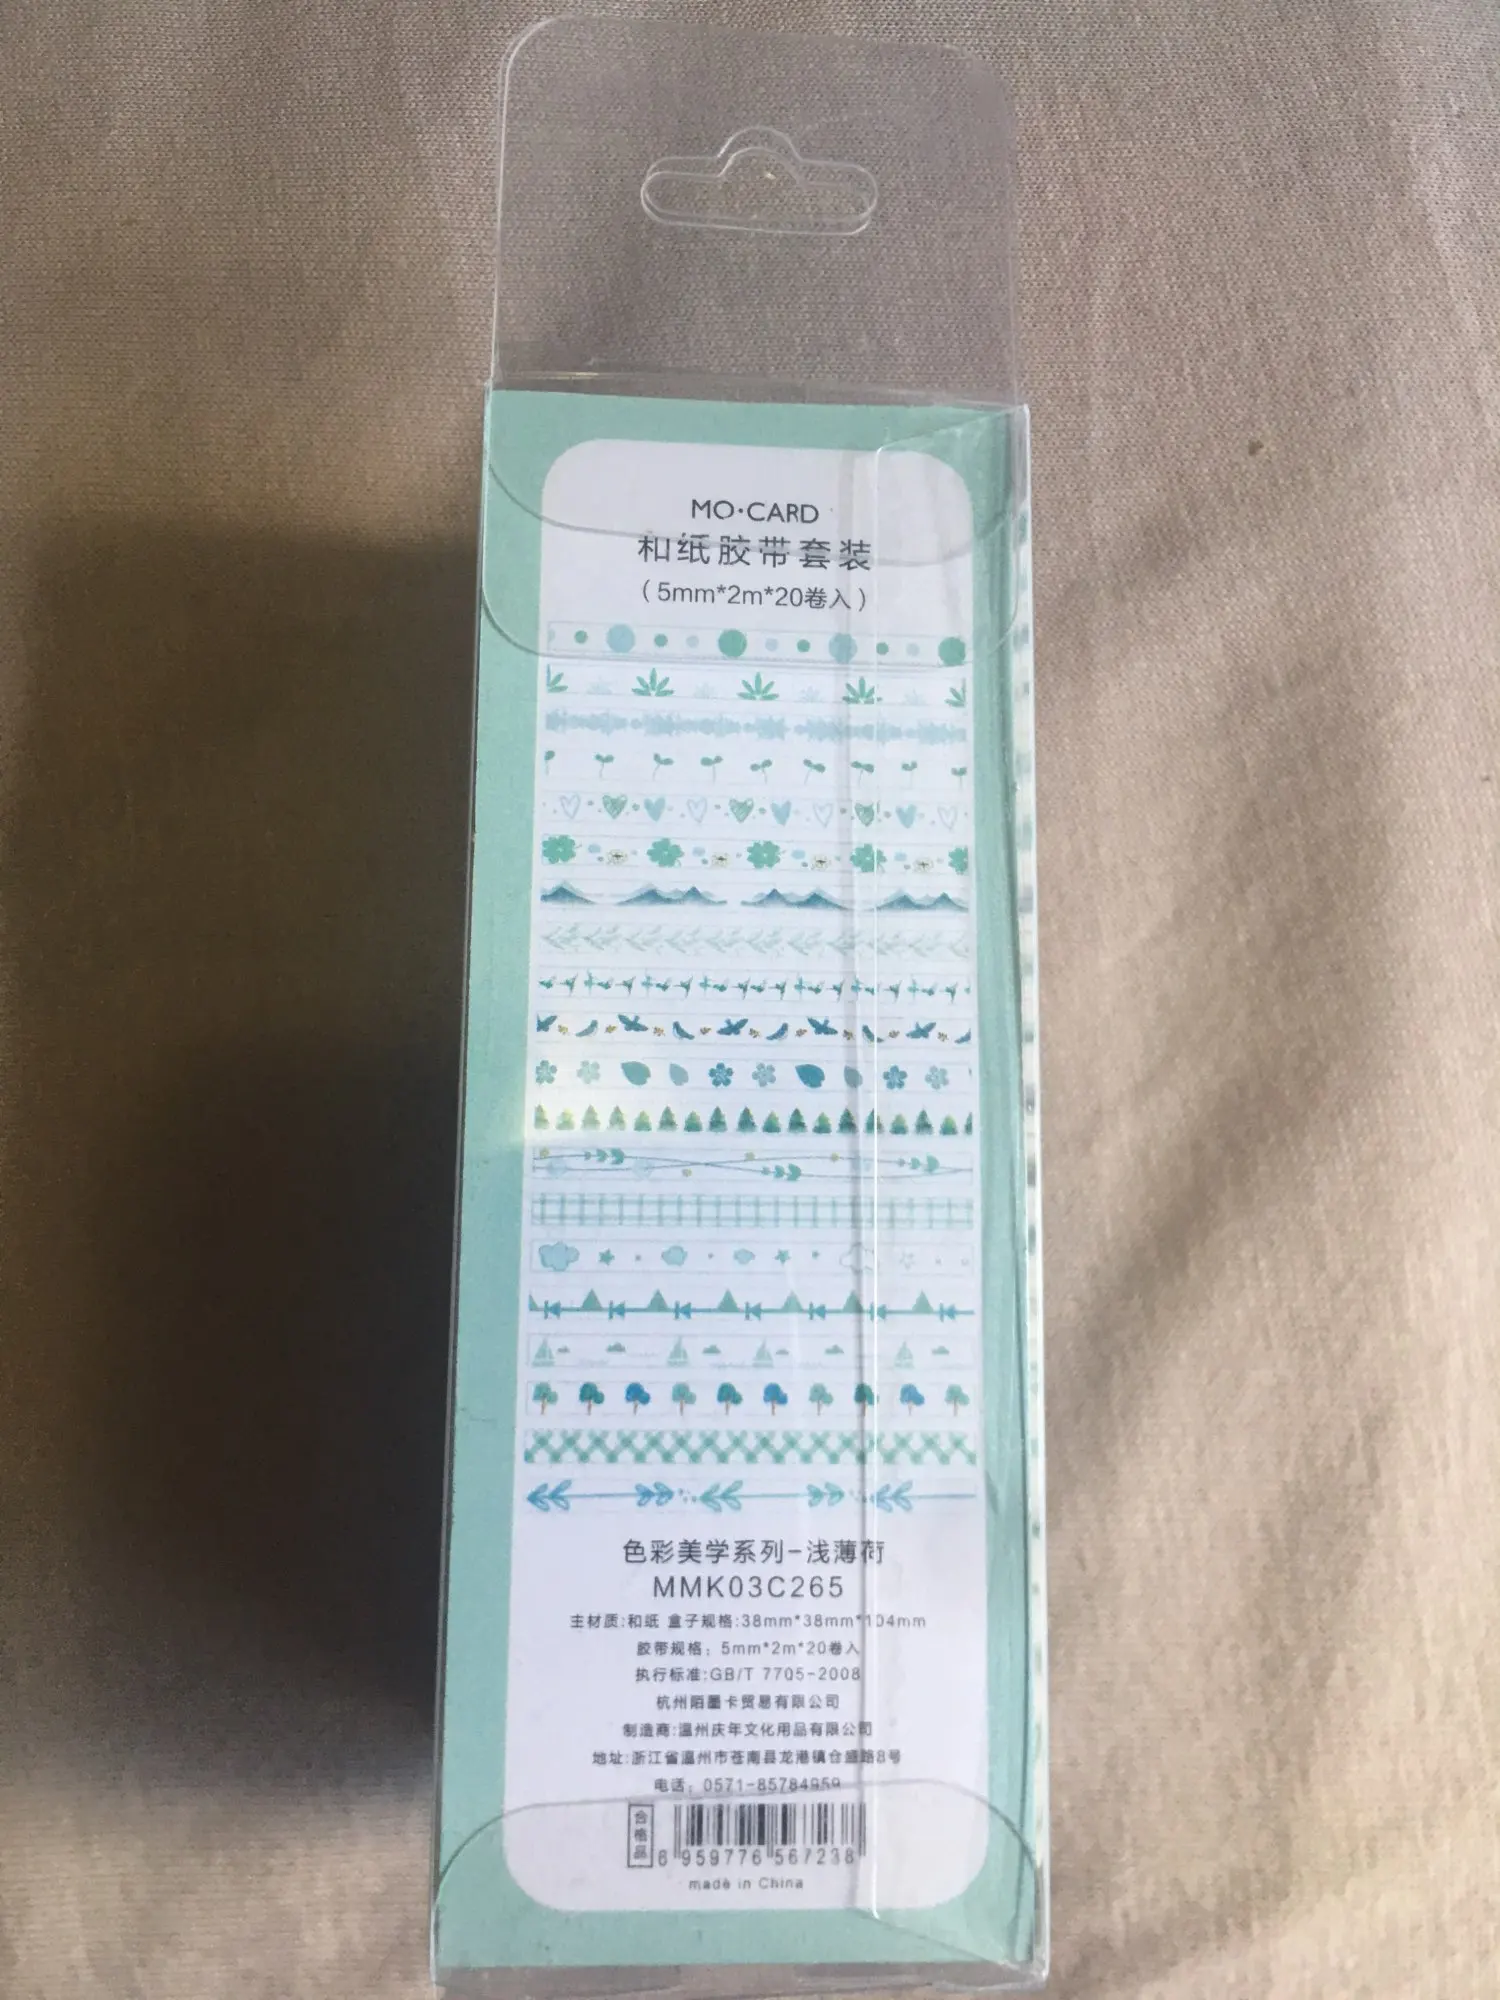 MO·CARD
和纸胶带套装
(5mm*2m*20卷入)
色彩美学系列-浅薄荷
MMK03C265
主材质:和纸 盒子规格:38mm*38mm*104mm
胶带规格：5mm*2m*20卷入
执行标准:GB/T 7705-2008
杭州陌墨卡贸易有限公司
制造商:温州庆年文化用品有限公司
地址:浙江省温州市苍南县龙港镇仓盛路8号
电话：0571-85784959
合格品
6 959776 567238
made in China